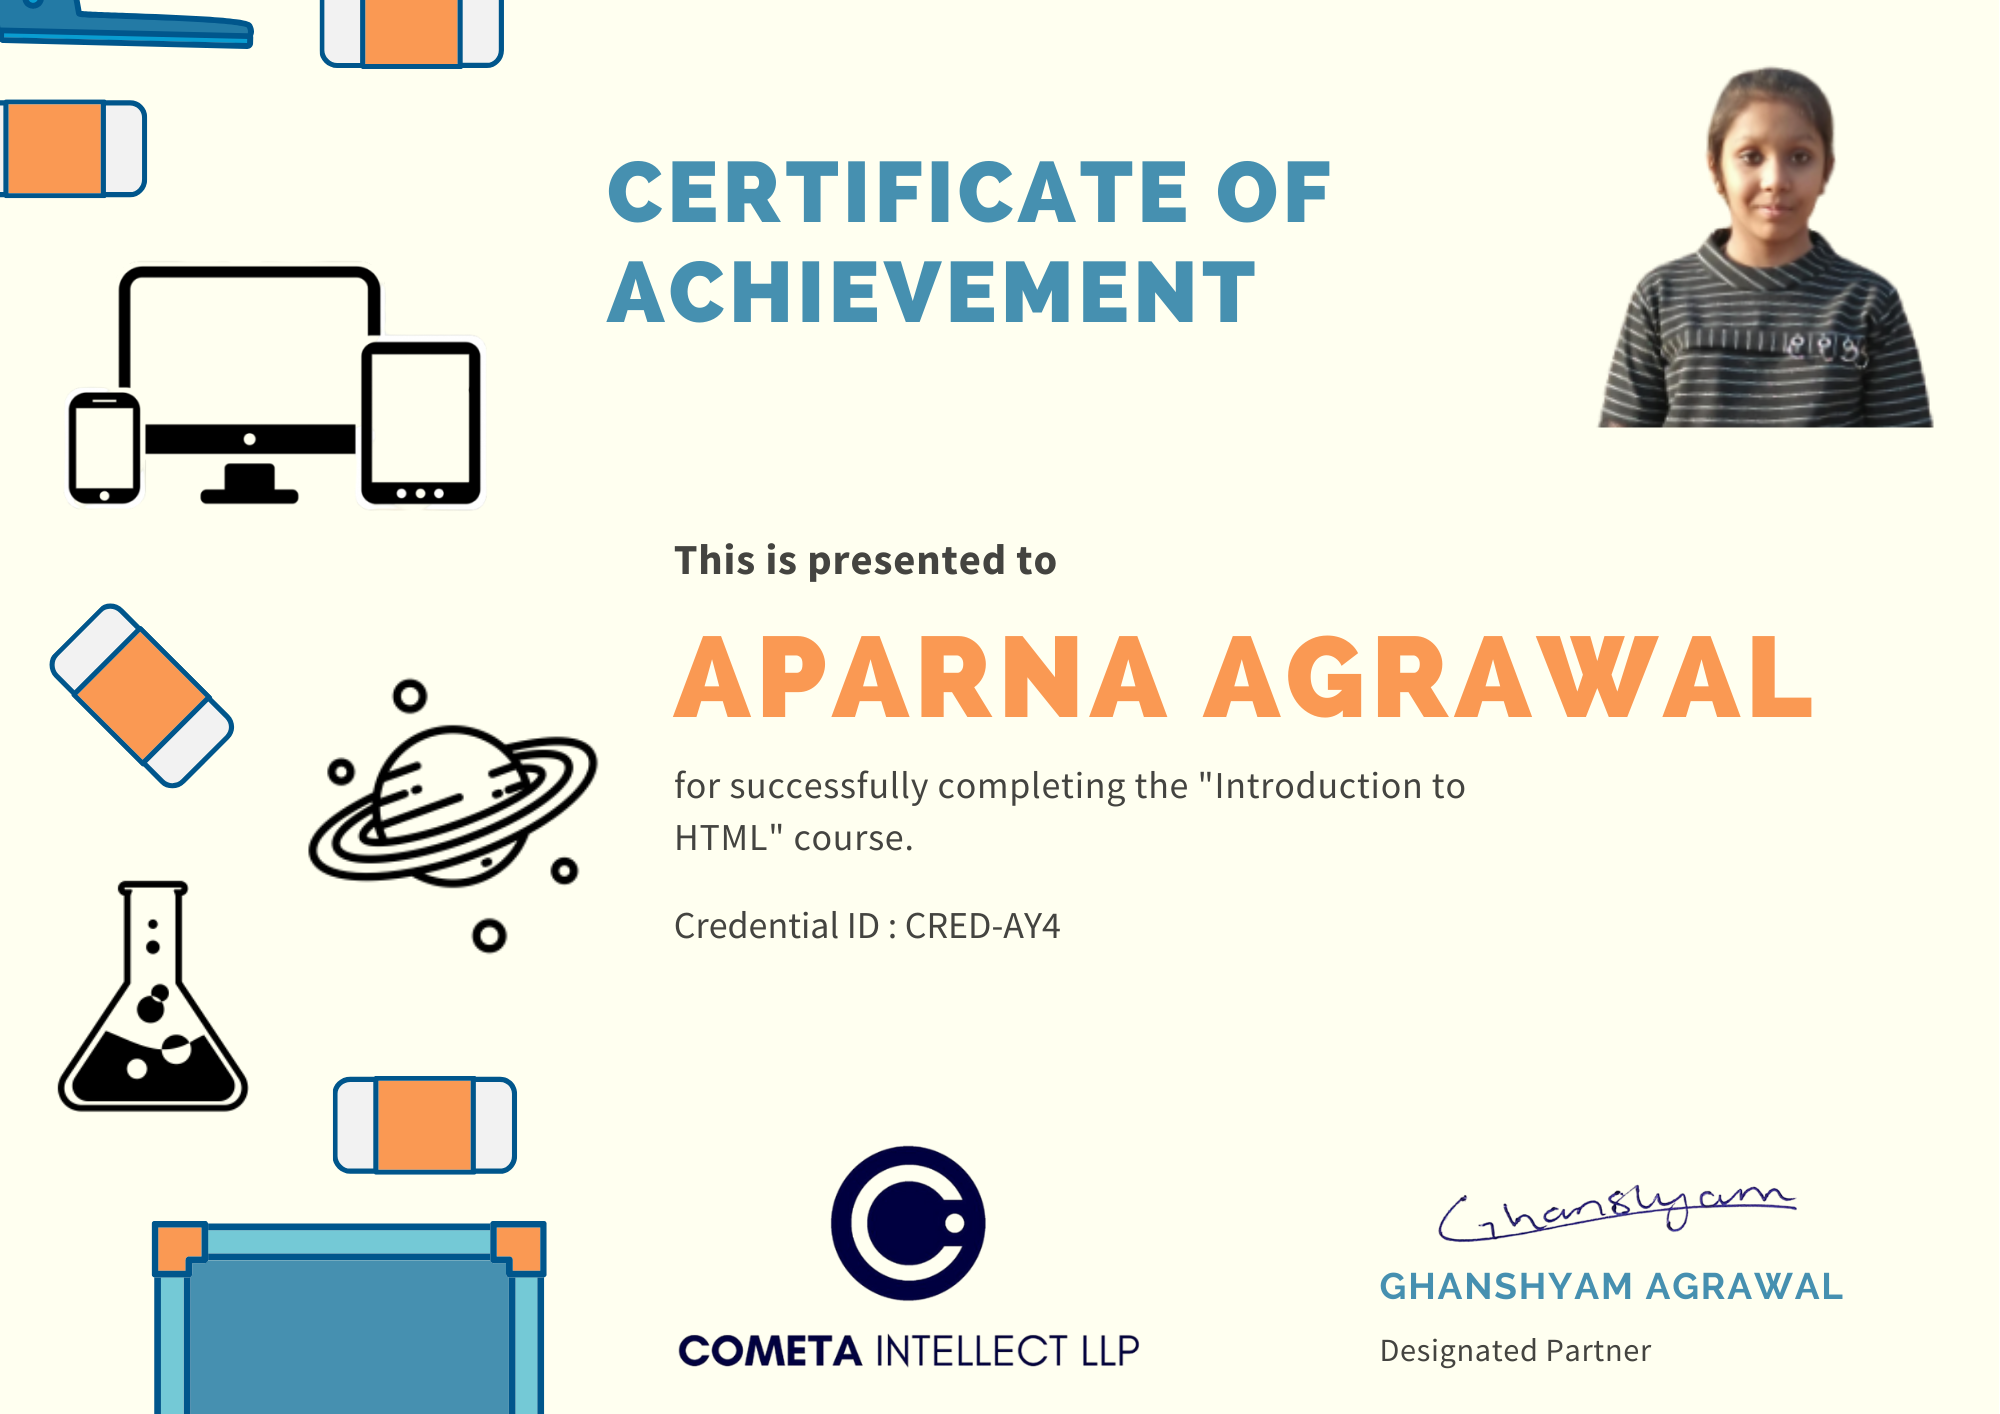 CERTIFICATE OF
ACHIEVEMENT
This is presented to
APARNA AGRAWAL
for successfully completing the "Introduction to
HTML" course.
Credential ID : CRED-AY4
COMETA INTELLECT LLP
Ghanshyam
GHANSHYAM AGRAWAL
Designated Partner